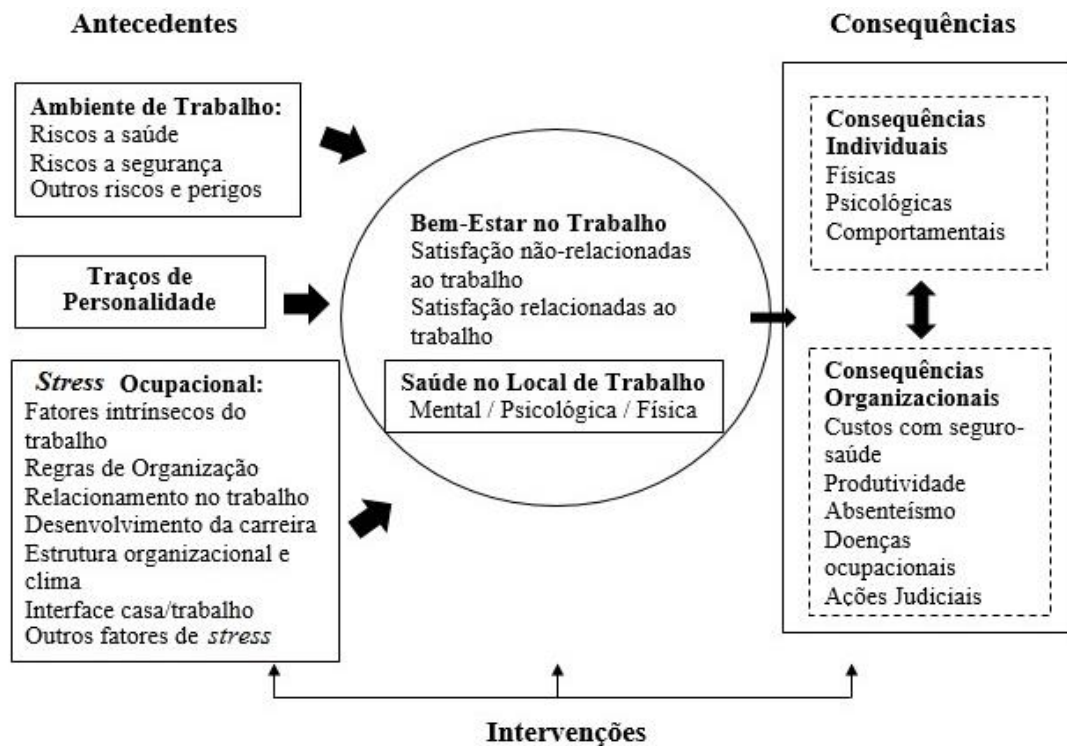 Antecedentes
Consequências
Ambiente de Trabalho:
Riscos a saúde
Riscos a segurança
Outros riscos e perigos
Traços de
Personalidade
Stress Ocupacional:
Fatores intrínsecos do
trabalho
Regras de Organização
Relacionamento no trabalho
Desenvolvimento da carreira
Estrutura organizacional e
clima
Interface casa/trabalho
Outros fatores de stress
Bem-Estar no Trabalho
Satisfação não-relacionadas
ao trabalho
Satisfação relacionadas ao
trabalho
Saúde no Local de Trabalho
Mental / Psicológica / Física
Consequências
Individuais
Físicas
Psicológicas
Comportamentais
Consequências
Organizacionais
Custos com seguro-
saúde
Produtividade
Absenteísmo
Doenças
ocupacionais
Ações Judiciais
Intervenções